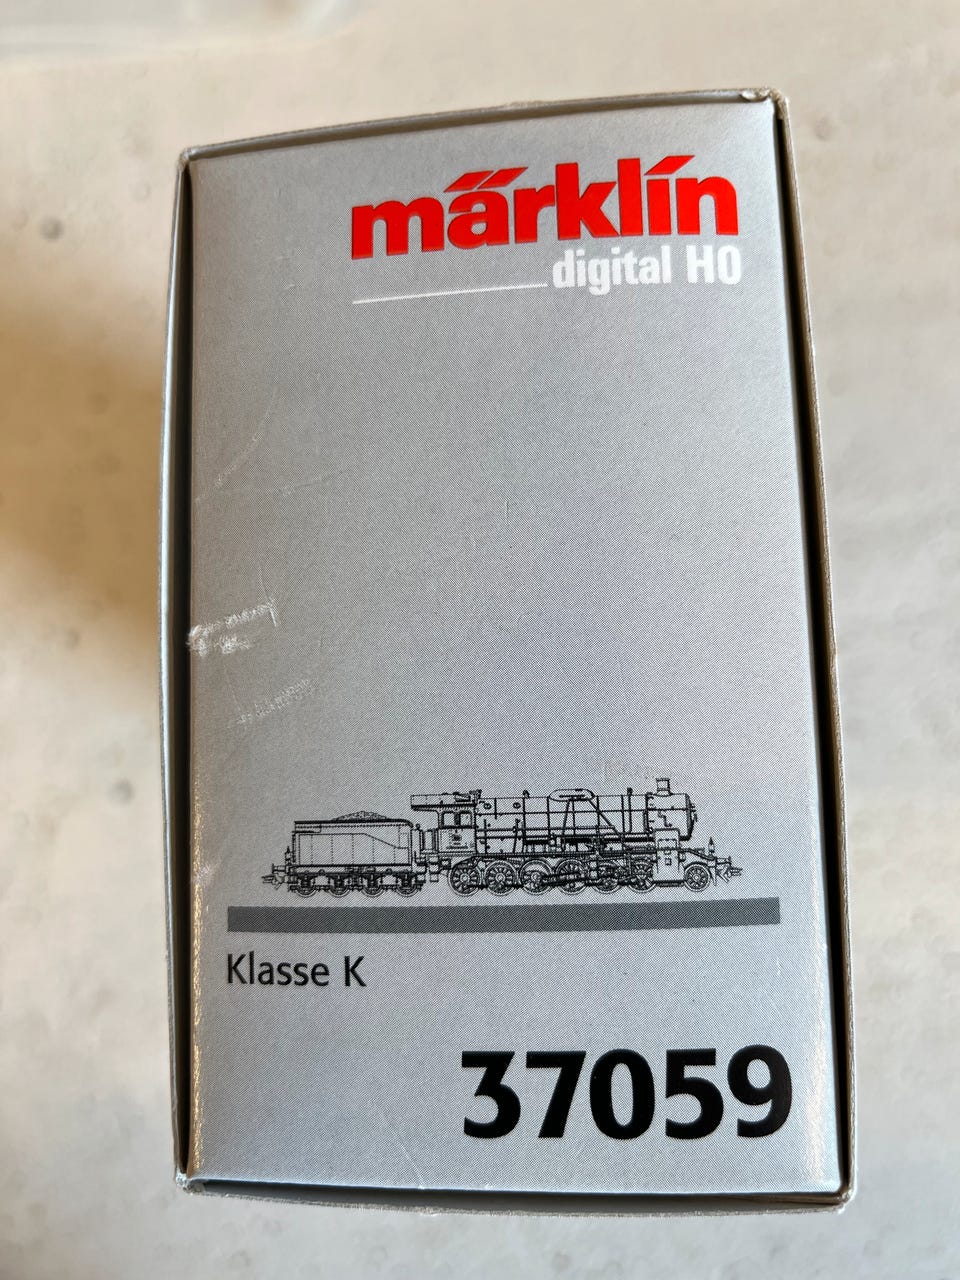 märklin
digital H0
Klasse K
37059